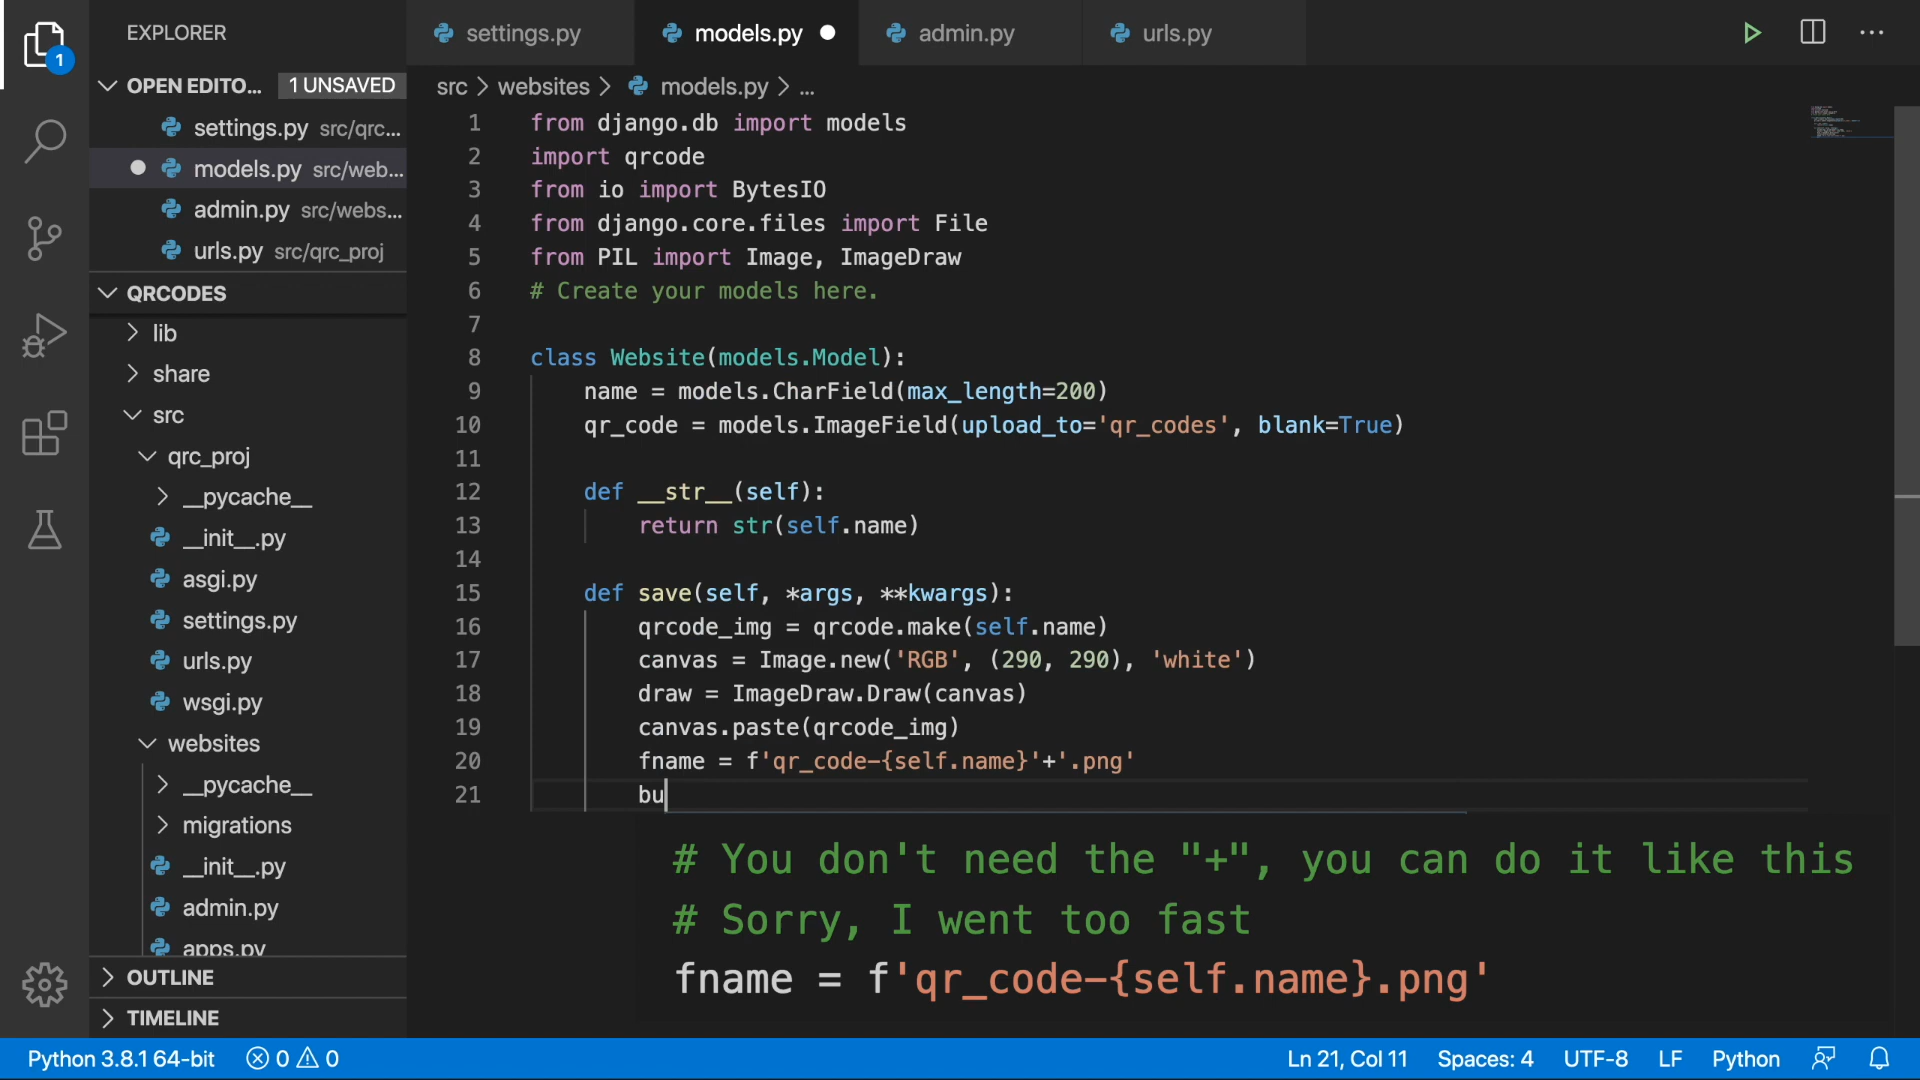 EXPLORER
OPEN EDITO... 1 UNSAVED
settings.py src/qrc...
models.py src/web...
admin.py src/webs...
urls.py src/qrc_proj
QRCODES
lib
share
src
qrc_proj
__pycache__
__init__.py
asgi.py
settings.py
urls.py
wsgi.py
websites
__pycache__
migrations
__init__.py
admin.py
apps.py
OUTLINE
TIMELINE
1
settings.py models.py admin.py urls.py
src > websites > models.py > ...
1 from django.db import models
2 import qrcode
3 from io import BytesIO
4 from django.core.files import File
5 from PIL import Image, ImageDraw
6 # Create your models here.
7
8 class Website(models.Model):
9 name = models.CharField(max_length=200)
10 qr_code = models.ImageField(upload_to='qr_codes', blank=True)
11
12 def __str__(self):
13 return str(self.name)
14
15 def save(self, *args, **kwargs):
16 qrcode_img = qrcode.make(self.name)
17 canvas = Image.new('RGB', (290, 290), 'white')
18 draw = ImageDraw.Draw(canvas)
19 canvas.paste(qrcode_img)
20 fname = f'qr_code-{self.name}'+'.png'
21 bu
# You don't need the "+", you can do it like this
# Sorry, I went too fast
fname = f'qr_code-{self.name}.png'
Python 3.8.1 64-bit 0 0 Ln 21, Col 11 Spaces: 4 UTF-8 LF Python